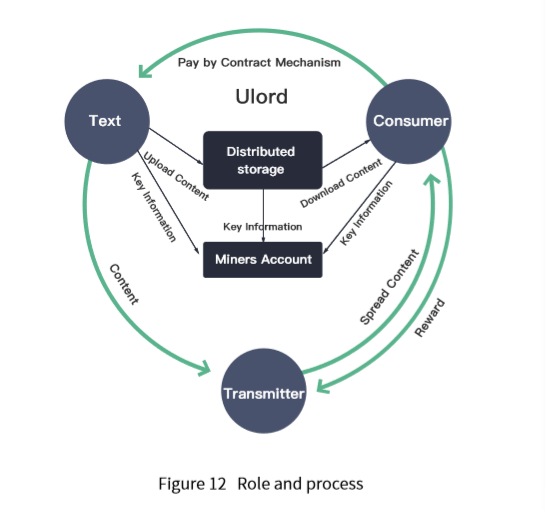 Pay by Contract Mechanism
Ulord
Text
Consumer
Distributed
storage
Upload Content
Download Content
Key Information
Key Information
Key Information
Miners Account
Content
Spread Content
Reward
Transmitter
Figure 12 Role and process